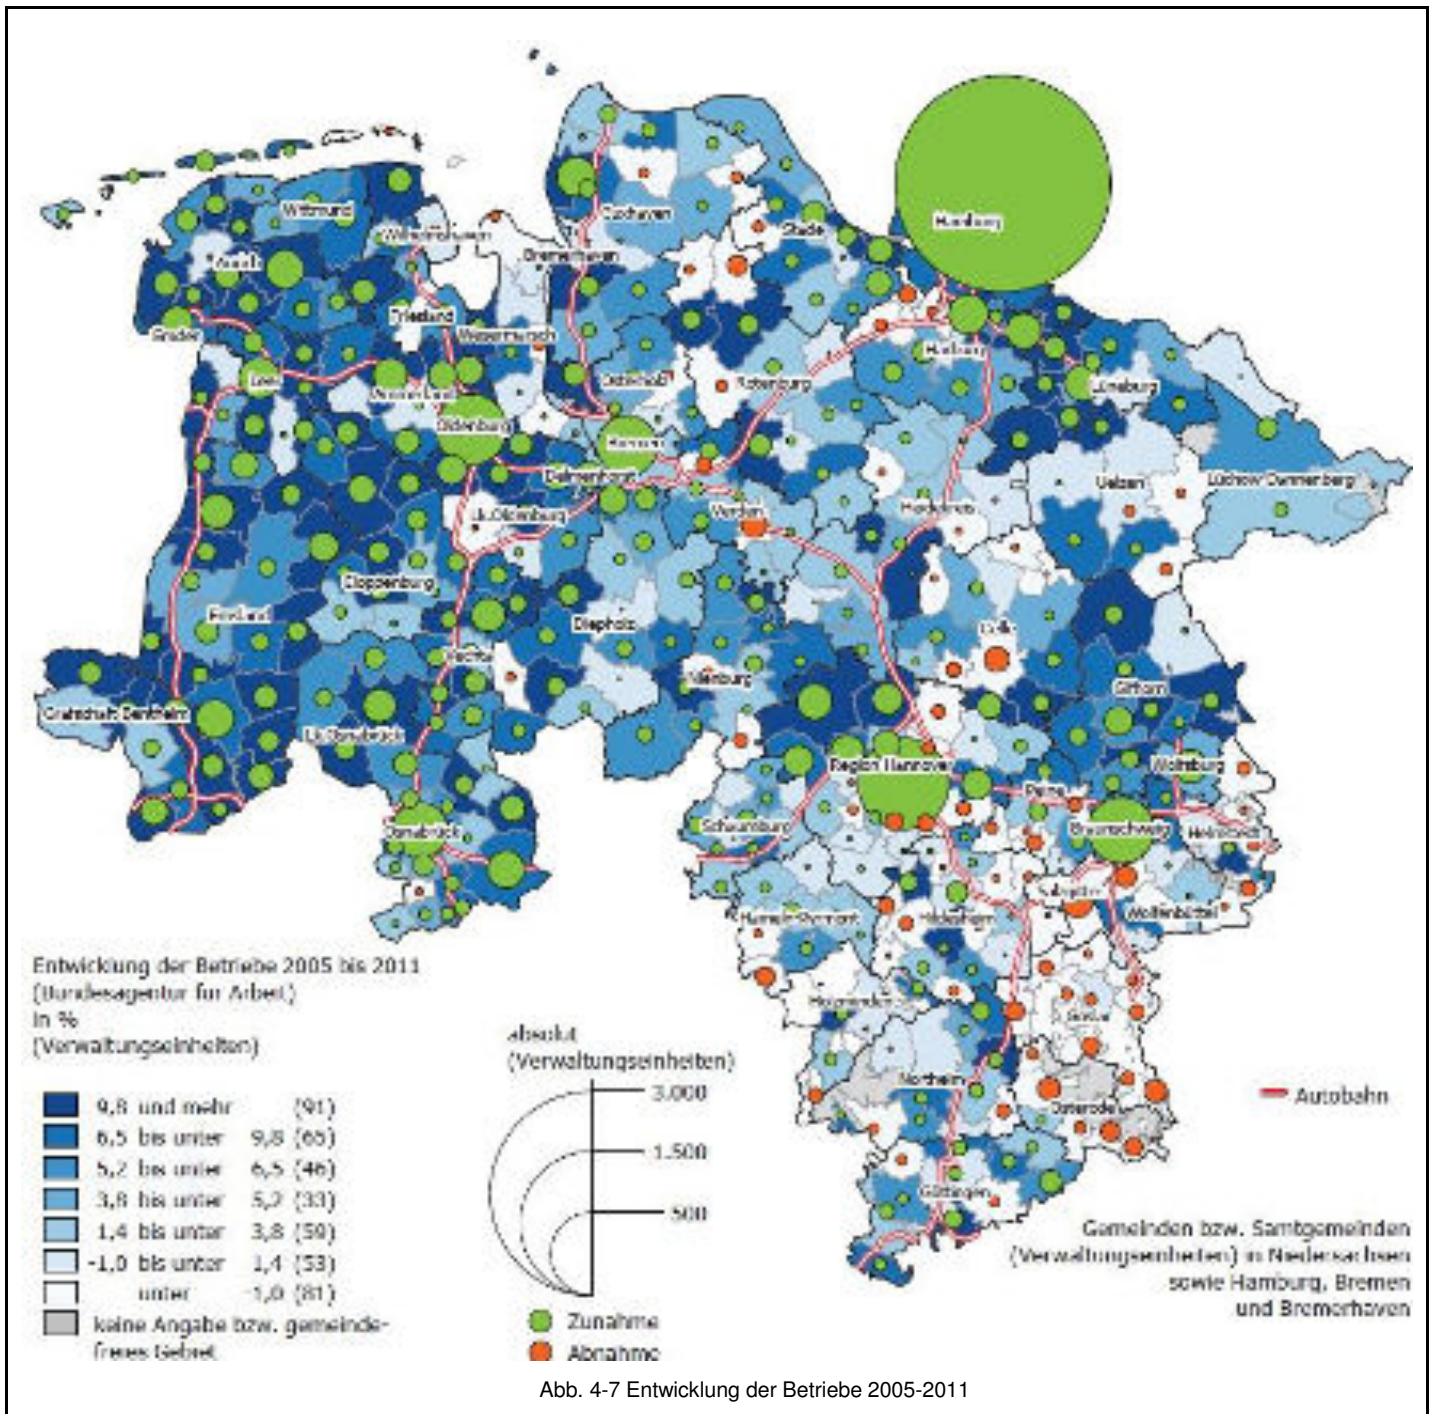 Hamburg
Wittmund
Wilhelmshaven
Cuxhaven
Stade
Bremerhaven
Aurich
Friesland
Emden
Wesermarsch
Harburg
Leer
Ammerland
Osterholz
Rotenburg
Lüneburg
Oldenburg
Bremen
Delmenhorst
Uelzen
Lüchow Dannenberg
Lk.Oldenburg
Verden
Heidekreis
Cloppenburg
Emsland
Diepholz
Celle
Vechta
Nienburg
Gifhorn
Grafschaft Bentheim
Lk.Osnabrück
Region Hannover
Wolfsburg
Peine
Osnabrück
Schaumburg
Braunschweig
Helmstedt
Salzgitter
Hameln-Pyrmont
Hildesheim
Wolfenbüttel
Holzminden
Goslar
Northeim
Osterode
Göttingen
Entwicklung der Betriebe 2005 bis 2011
(Bundesagentur für Arbeit)
in %
(Verwaltungseinheiten)
9,8 und mehr (91)
6,5 bis unter 9,8 (65)
5,2 bis unter 6,5 (46)
3,8 bis unter 5,2 (33)
1,4 bis unter 3,8 (59)
-1,0 bis unter 1,4 (53)
unter -1,0 (81)
keine Angabe bzw. gemeinde-
freies Gebiet
absolut
(Verwaltungseinheiten)
3.000
1.500
500
Zunahme
Abnahme
Autobahn
Gemeinden bzw. Samtgemeinden
(Verwaltungseinheiten) in Niedersachsen
sowie Hamburg, Bremen
und Bremerhaven
Abb. 4-7 Entwicklung der Betriebe 2005-2011